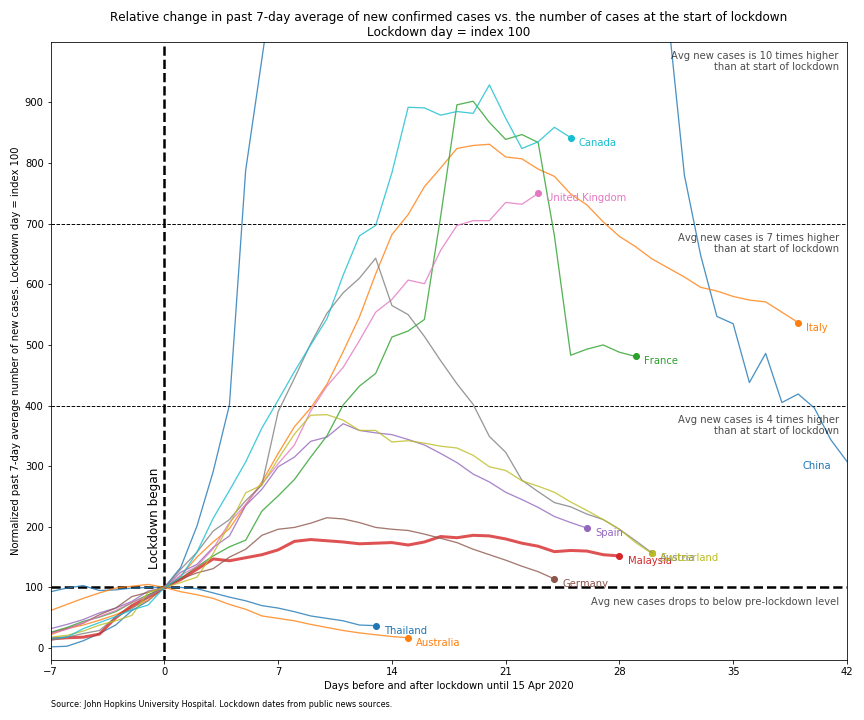 Relative change in past 7-day average of new confirmed cases vs. the number of cases at the start of lockdown
Lockdown day = index 100
Normalized past 7-day average number of new cases. Lockdown day = index 100
900
800
700
600
500
400
300
200
100
0
Avg new cases is 10 times higher
than at start of lockdown
Canada
United Kingdom
Avg new cases is 7 times higher
than at start of lockdown
Italy
France
Avg new cases is 4 times higher
than at start of lockdown
China
Lockdown began
Spain
Switzerland
Malaysia
Germany
Avg new cases drops to below pre-lockdown level
Thailand
Australia
-7
0
7
14
21
28
35
42
Days before and after lockdown until 15 Apr 2020
Source: John Hopkins University Hospital. Lockdown dates from public news sources.